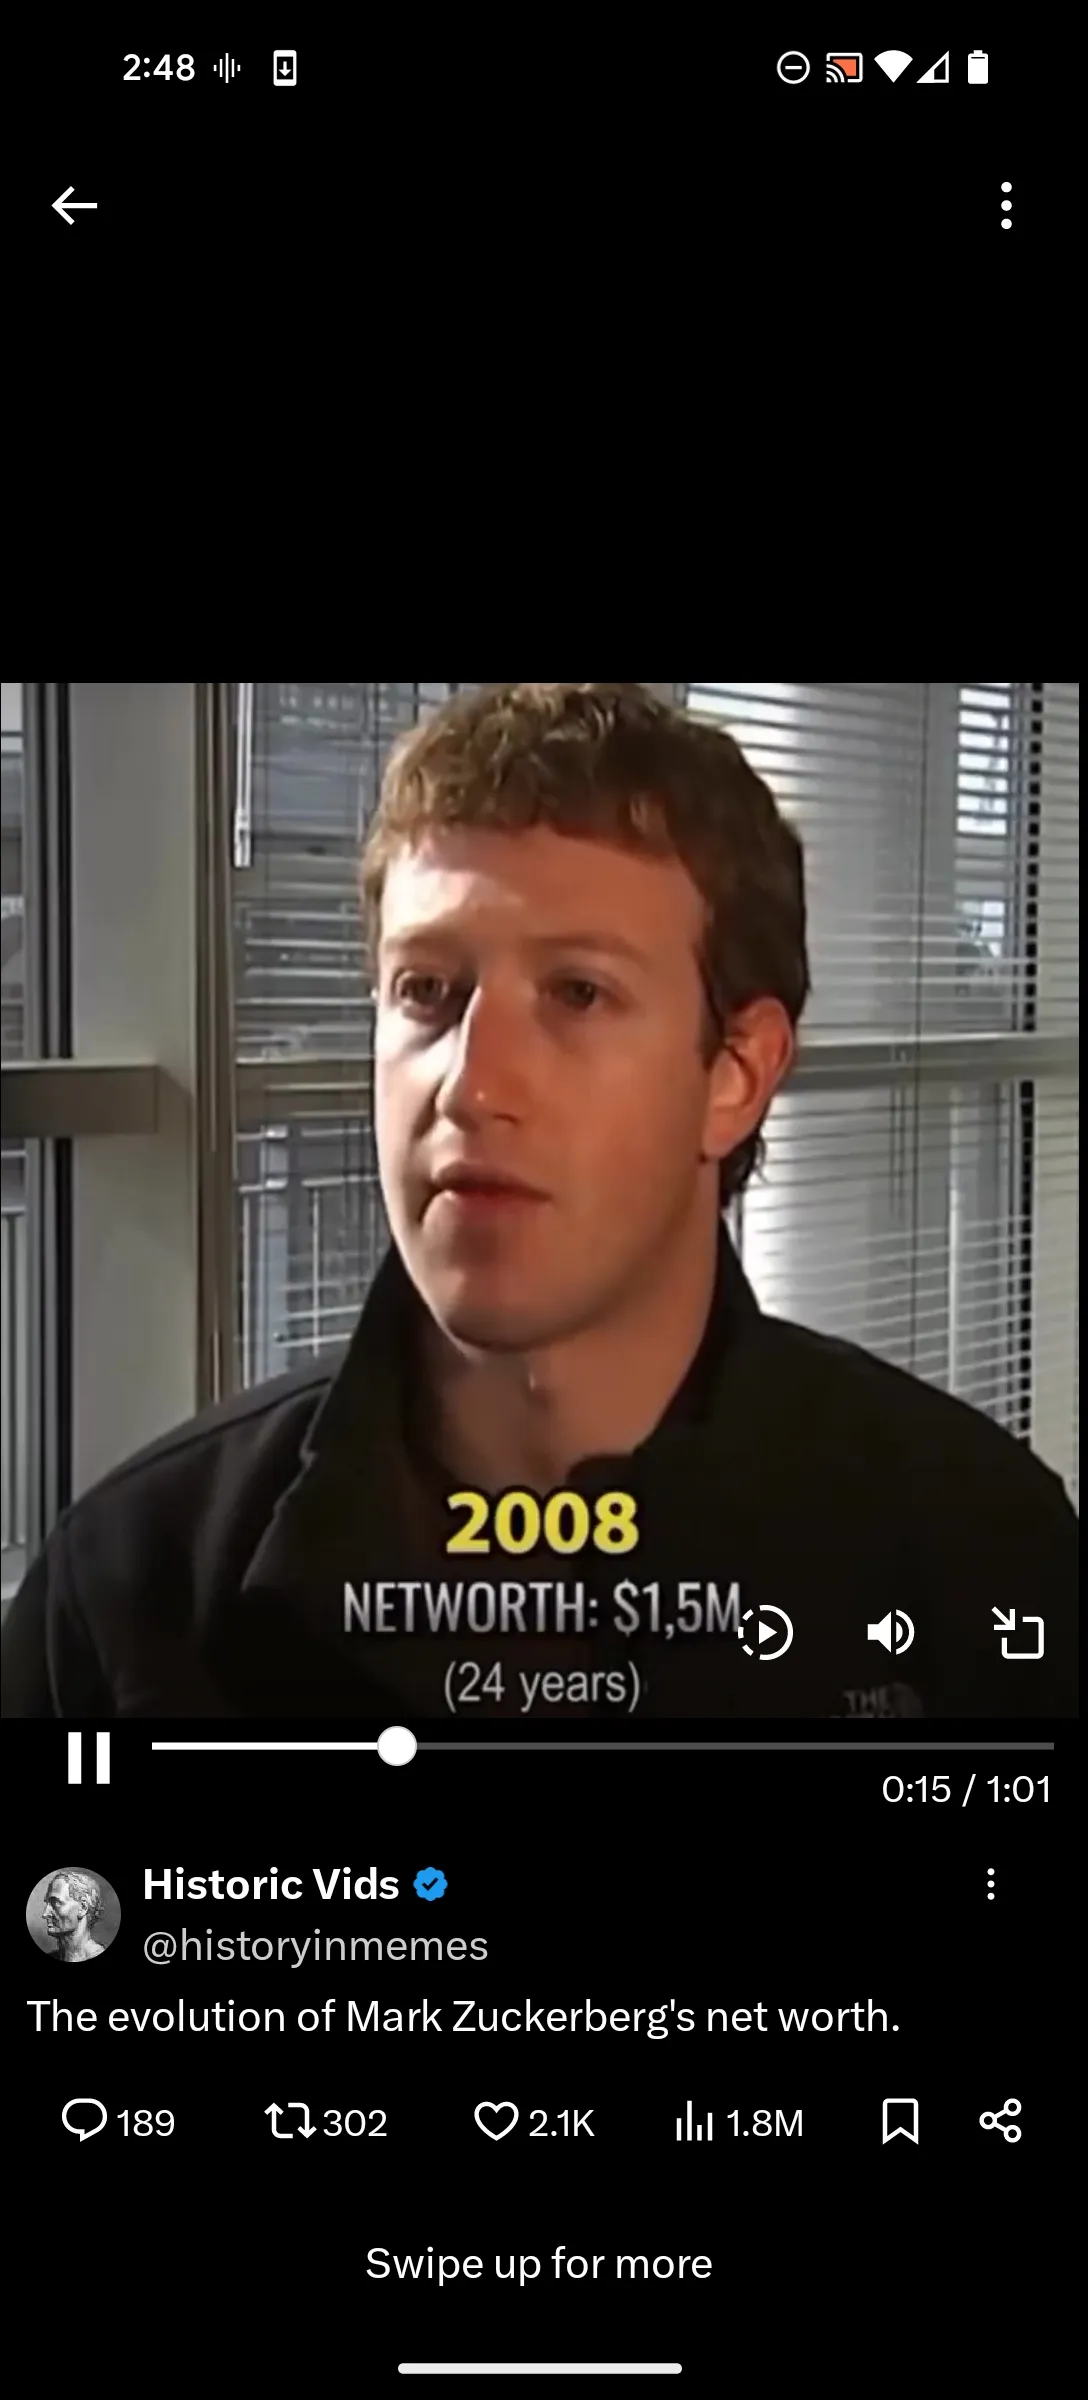 2:48
2008
NETWORTH: $1,5M
(24 years)
THE
0:15 / 1:01
Historic Vids
@historyinmemes
The evolution of Mark Zuckerberg's net worth.
189 302 2.1K 1.8M
Swipe up for more